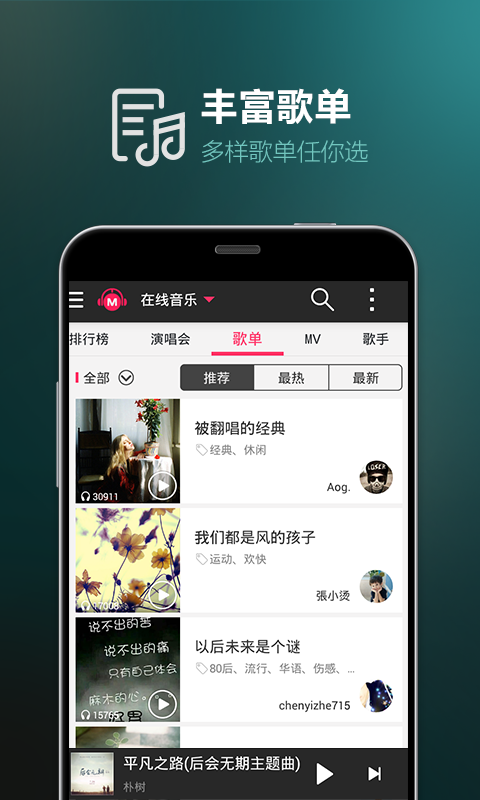 丰富歌单
多样歌单任你选
M
在线音乐
排行榜 演唱会 歌单 MV 歌手
全部 推荐 最热 最新
被翻唱的经典
经典、休闲
30911
Aog.
LOSER
我们都是风的孩子
运动、欢快
17008
張小烫
说不出的苦
说不出的痛
只有自己体会
麻木的心。
以后未来是个谜
80后、流行、华语、伤感、...
chenyizhe715
平凡之路(后会无期主题曲)
朴树